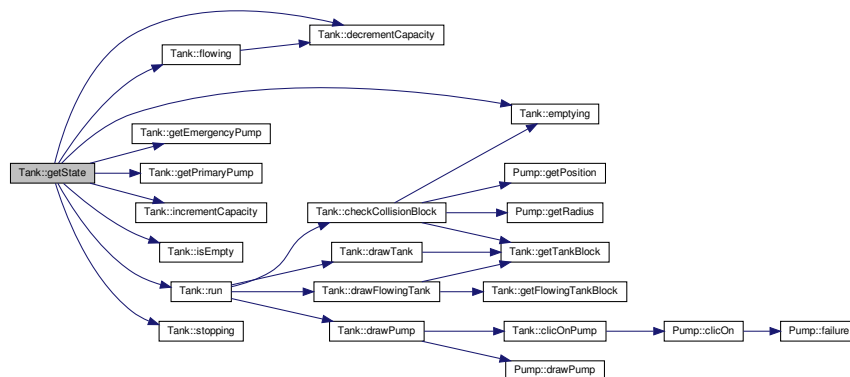 Tank::decrementCapacity
Tank::flowing
Tank::emptying
Tank::getEmergencyPump
Tank::getState
Tank::getPrimaryPump
Pump::getPosition
Tank::incrementCapacity
Tank::checkCollisionBlock
Pump::getRadius
Tank::isEmpty
Tank::drawTank
Tank::getTankBlock
Tank::run
Tank::drawFlowingTank
Tank::getFlowingTankBlock
Tank::stopping
Tank::drawPump
Tank::clicOnPump
Pump::clicOn
Pump::failure
Pump::drawPump